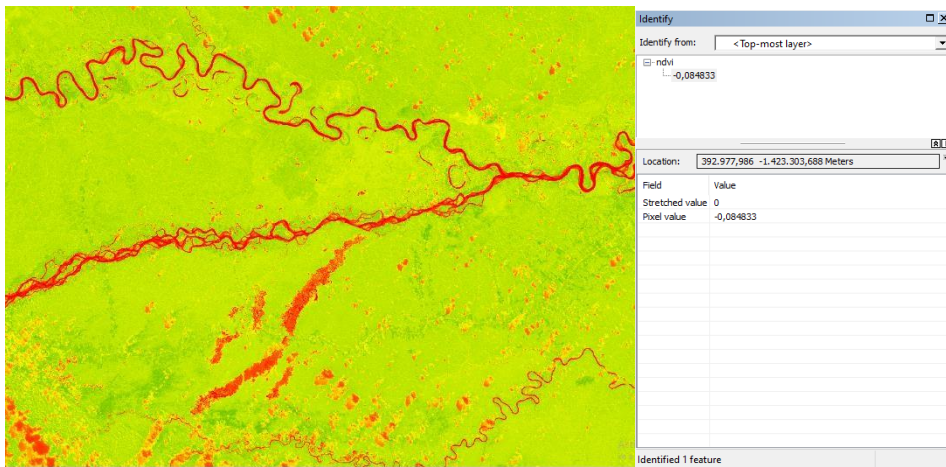 Identify
Identify from: <Top-most layer>
ndvi
-0,084833
Location: 392.977,986 -1.423.303,688 Meters
Field Value
Stretched value 0
Pixel value -0,084833
Identified 1 feature